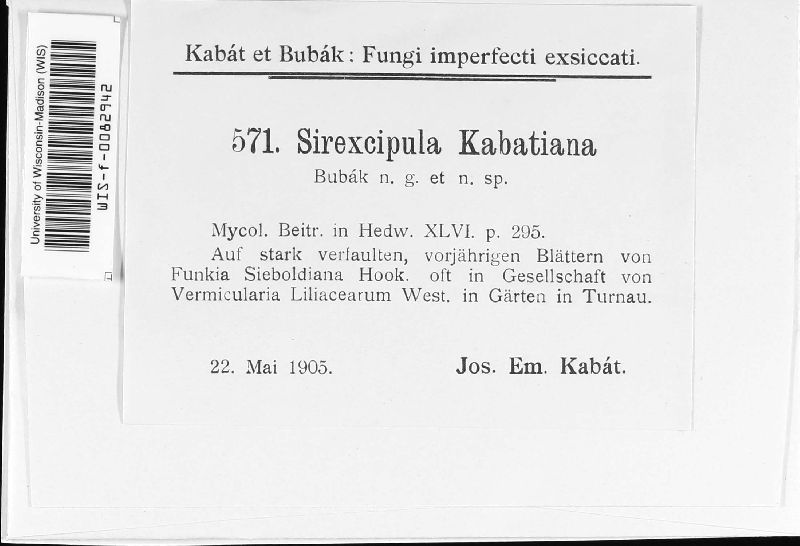 Kabát et Bubák: Fungi imperfecti exsiccati.
571. Sirexcipula Kabatiana
Bubák n. g. et n. sp.
Mycol. Beitr. in Hedw. XLVI. p. 295.
Auf stark verfaulten, vorjährigen Blättern von
Funkia Sieboldiana Hook. oft in Gesellschaft von
Vermicularia Liliacearum West. in Gärten in Turnau.
22. Mai 1905. Jos. Em. Kabát.
University of Wisconsin-Madison (WIS)
WIS-f-0082942